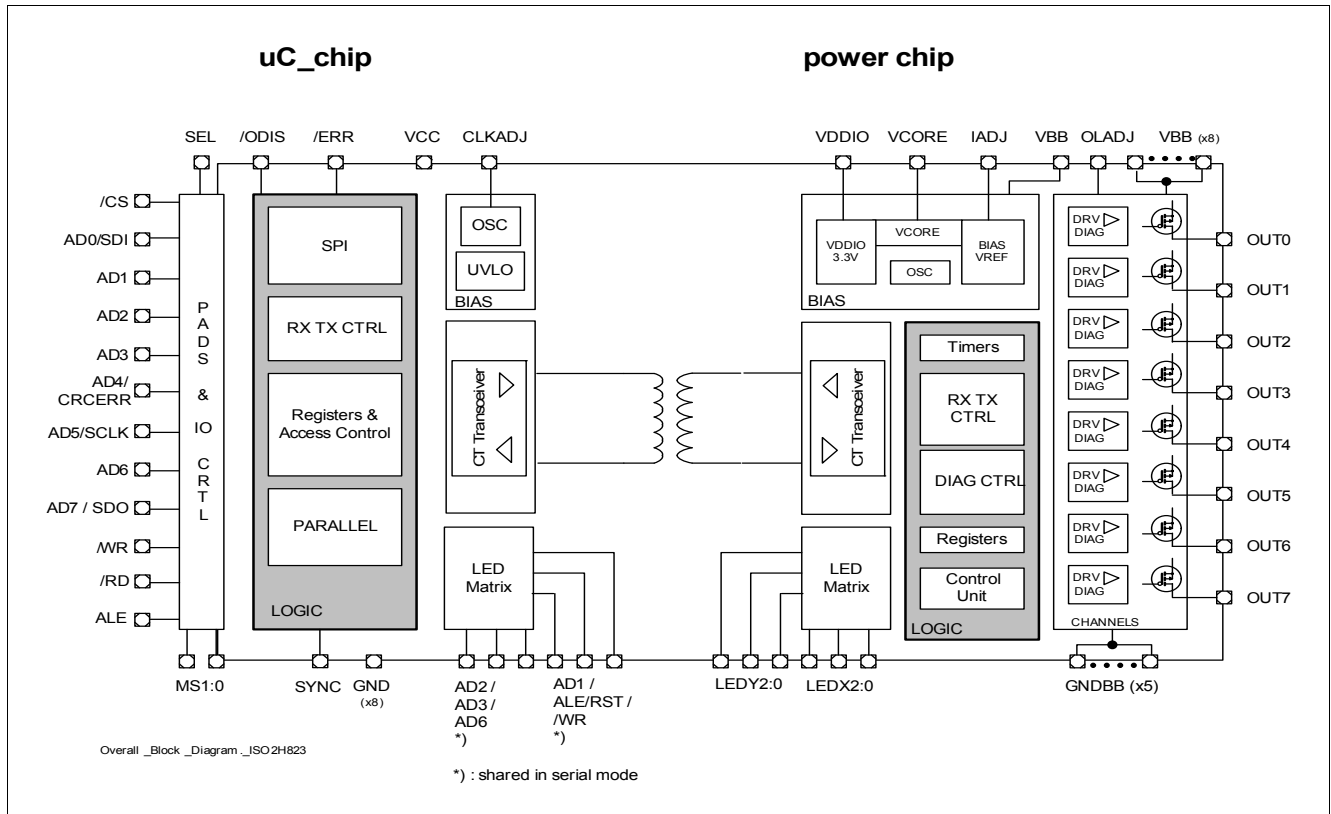 uC_chip
power chip
SEL
/ODIS
/ERR
VCC
CLKADJ
VDDIO
VCORE
IADJ
VBB
OLADJ
VBB (x8)
/CS
AD0/SDI
AD1
AD2
AD3
AD4/
CRCERR
AD5/SCLK
AD6
AD7 / SDO
/WR
/RD
ALE
PADS
&
IO
CRTL
SPI
RX TX CTRL
Registers &
Access Control
PARALLEL
LOGIC
OSC
UVLO
BIAS
CT Transceiver
LED
Matrix
VDDIO
3.3V
VCORE
OSC
BIAS
VREF
BIAS
CT Transceiver
LED
Matrix
Timers
RX TX
CTRL
DIAG CTRL
Registers
Control
Unit
LOGIC
DRV
DIAG
DRV
DIAG
DRV
DIAG
DRV
DIAG
DRV
DIAG
DRV
DIAG
DRV
DIAG
DRV
DIAG
CHANNELS
OUT0
OUT1
OUT2
OUT3
OUT4
OUT5
OUT6
OUT7
MS1:0
SYNC
GND
(x8)
AD2 /
AD3 /
AD6
*)
AD1 /
ALE/RST /
/WR
*)
LEDY2:0
LEDX2:0
GNDBB (x5)
Overall _Block _Diagram ._ISO2H823
*) : shared in serial mode